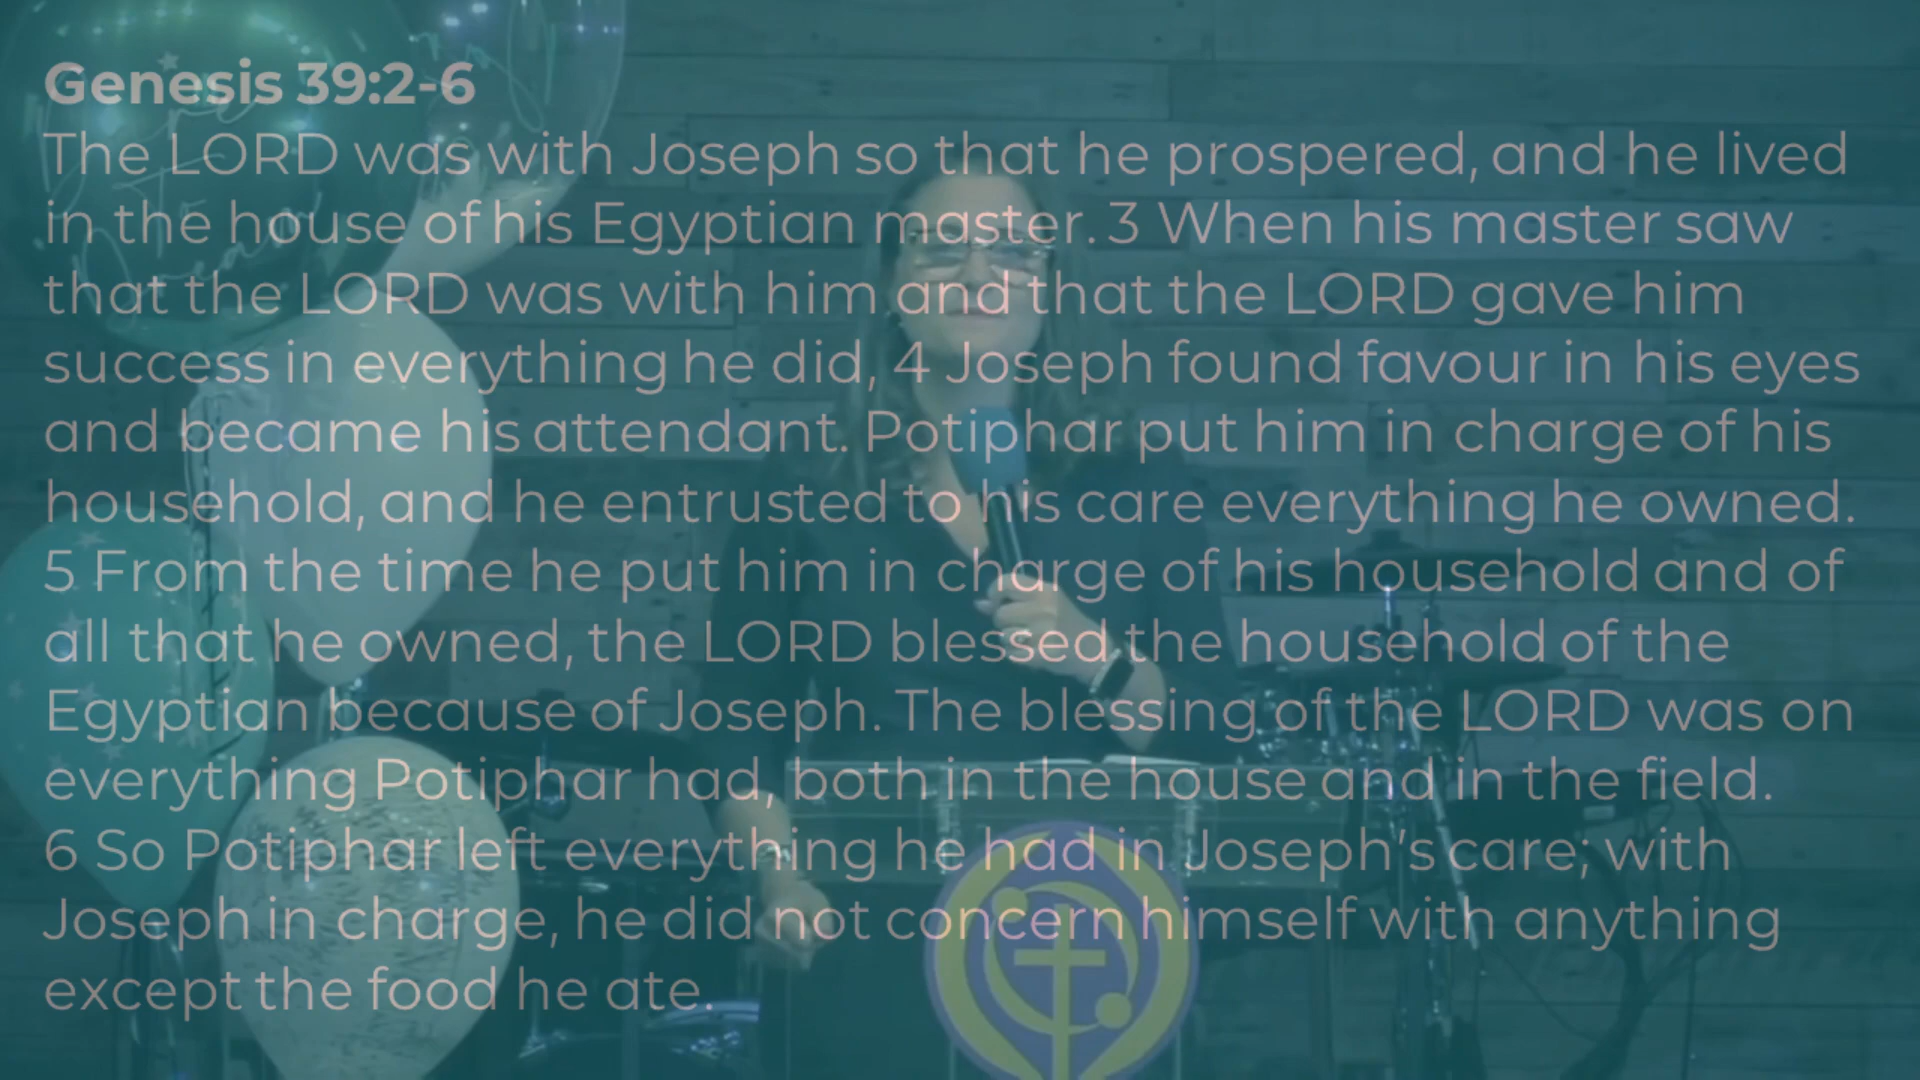 Genesis 39:2-6
The LORD was with Joseph so that he prospered, and he lived
in the house of his Egyptian master. 3 When his master saw
that the LORD was with him and that the LORD gave him
success in everything he did, 4 Joseph found favour in his eyes
and became his attendant. Potiphar put him in charge of his
household, and he entrusted to his care everything he owned.
5 From the time he put him in charge of his household and of
all that he owned, the LORD blessed the household of the
Egyptian because of Joseph. The blessing of the LORD was on
everything Potiphar had, both in the house and in the field.
6 So Potiphar left everything he had in Joseph's care; with
Joseph in charge, he did not concern himself with anything
except the food he ate.